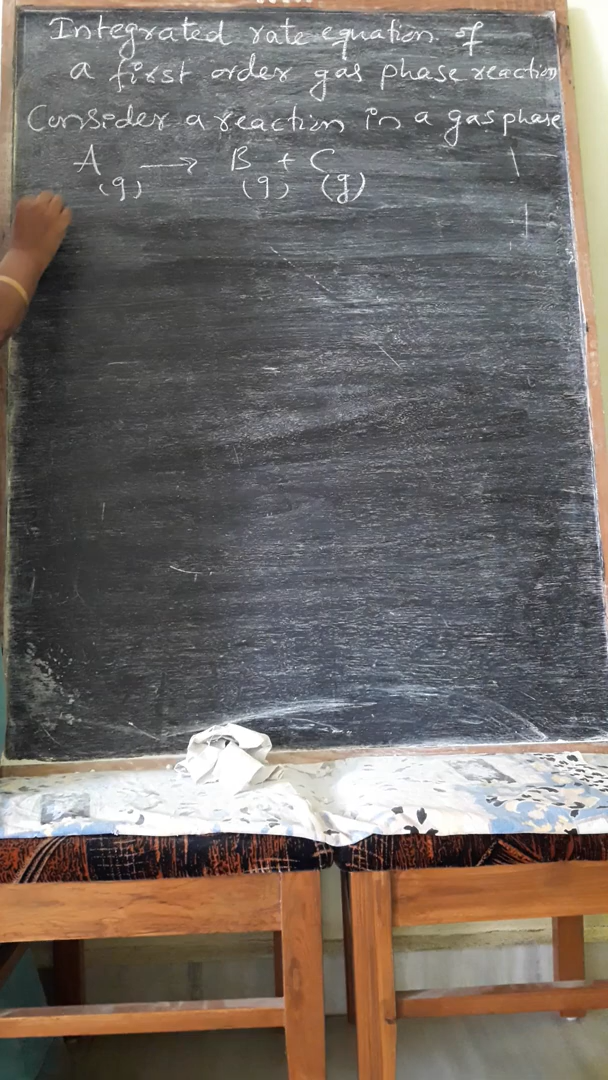 Integrated rate equation of
a first order gas phase reaction
Consider a reaction in a gas phase
A → B + C
(g) (g) (g)